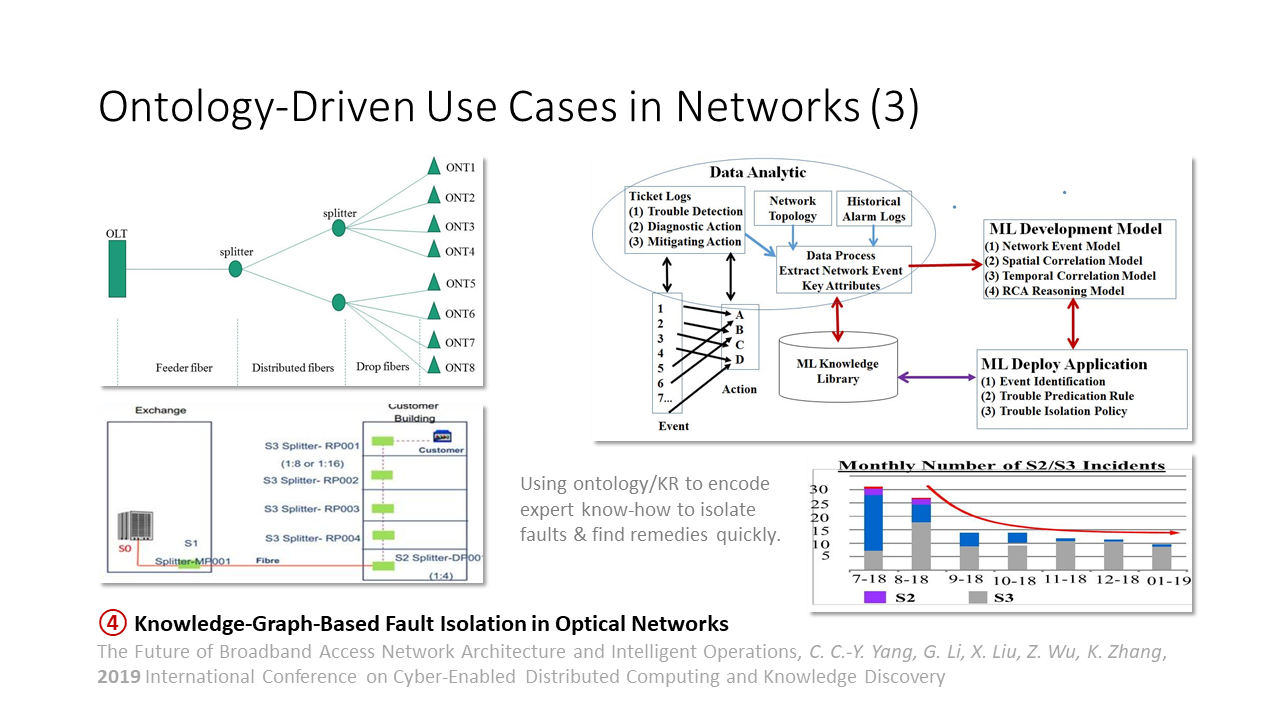 Ontology-Driven Use Cases in Networks (3)
OLT
splitter
splitter
ONT1
ONT2
ONT3
ONT4
ONT5
ONT6
ONT7
ONT8
Feeder fiber
Distributed fibers
Drop fibers
Data Analytic
Ticket Logs
(1) Trouble Detection
(2) Diagnostic Action
(3) Mitigating Action
Network
Topology
Historical
Alarm Logs
Data Process
Extract Network Event
Key Attributes
ML Development Model
(1) Network Event Model
(2) Spatial Correlation Model
(3) Temporal Correlation Model
(4) RCA Reasoning Model
1
2
3
4
5
6
7...
Event
A
B
C
D
Action
ML Knowledge
Library
ML Deploy Application
(1) Event Identification
(2) Trouble Predication Rule
(3) Trouble Isolation Policy
Exchange
Customer
Building
Customer
S3 Splitter- RP001
(1:8 or 1:16)
S3 Splitter- RP002
S3 Splitter- RP003
S3 Splitter- RP004
S0
S1
Splitter-MP001
Fibre
S2 Splitter-DP00
(1:4)
Using ontology/KR to encode
expert know-how to isolate
faults & find remedies quickly.
Monthly Number of S2/S3 Incidents
30
25
20
15
10
5
7-18 8-18 9-18 10-18 11-18 12-18 01-19
S2 S3
④ Knowledge-Graph-Based Fault Isolation in Optical Networks
The Future of Broadband Access Network Architecture and Intelligent Operations, C. C.-Y. Yang, G. Li, X. Liu, Z. Wu, K. Zhang,
2019 International Conference on Cyber-Enabled Distributed Computing and Knowledge Discovery